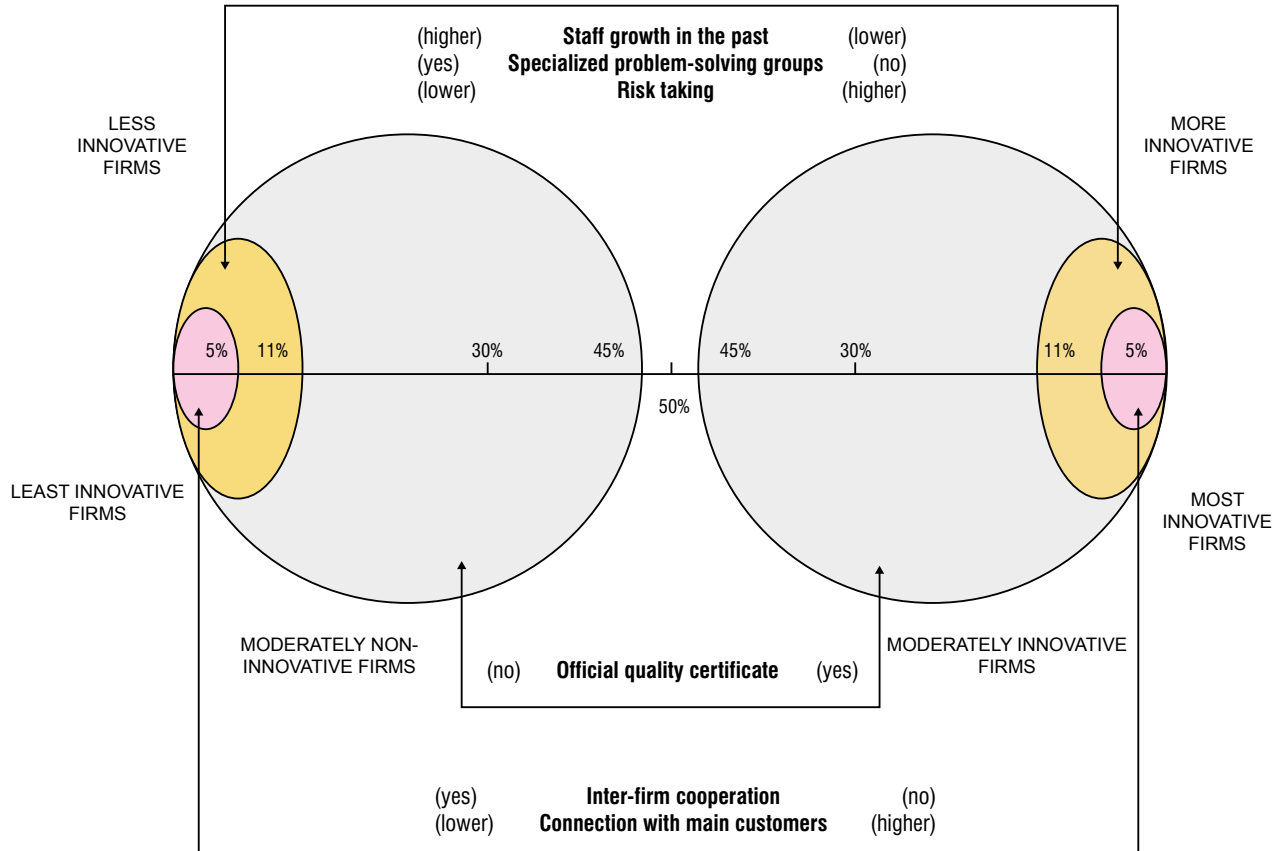 (higher) Staff growth in the past (lower)
(yes) Specialized problem-solving groups (no)
(lower) Risk taking (higher)
LESS
INNOVATIVE
FIRMS
MORE
INNOVATIVE
FIRMS
5% 11% 30% 45% 45% 30% 11% 5%
50%
LEAST INNOVATIVE
FIRMS
MOST
INNOVATIVE
FIRMS
MODERATELY NON-
INNOVATIVE FIRMS
MODERATELY INNOVATIVE
FIRMS
(no) Official quality certificate (yes)
(yes) Inter-firm cooperation (no)
(lower) Connection with main customers (higher)